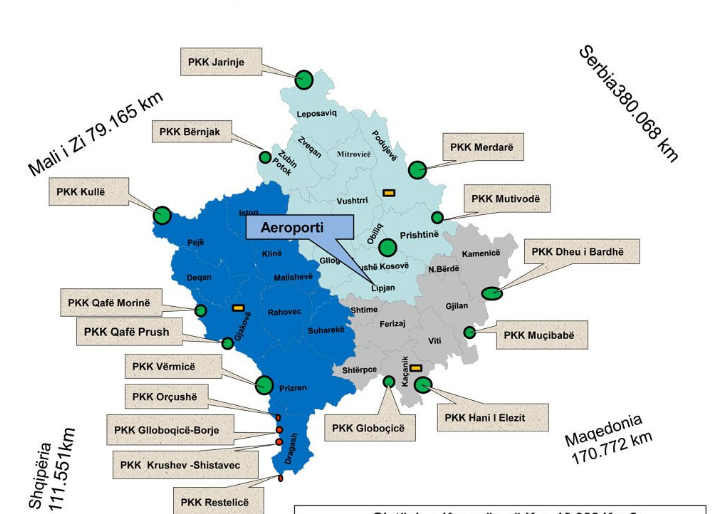 PKK Jarinje
Serbia380.068 km
Mali i Zi 79.165 km
Leposaviq
PKK Bërnjak
Zveqan
Podujevë
PKK Merdarë
Zubin
Potok
Mitrovicë
PKK Kullë
Vushtrri
PKK Mutivodë
Istog
Aeroporti
Obiliq
Prishtinë
Pejë
Klinë
Kamenicë
PKK Dheu i Bardhë
Gllog
ushë Kosovë
N.Bërdë
Deqan
Malishevë
Lipjan
PKK Qafë Morinë
Gjilan
Rahovec
Shtime
Gjakovë
Ferizaj
PKK Qafë Prush
Suharekë
Viti
PKK Muçibabë
PKK Vërmicë
Shtërpce
Kaçanik
Prizren
PKK Orçushë
PKK Hani I Elezit
PKK Glloboqicë-Borje
PKK Globoçicë
Dragash
Maqedonia
170.772 km
PKK Krushev -Shistavec
Shqipëria
111.551km
PKK Restelicë